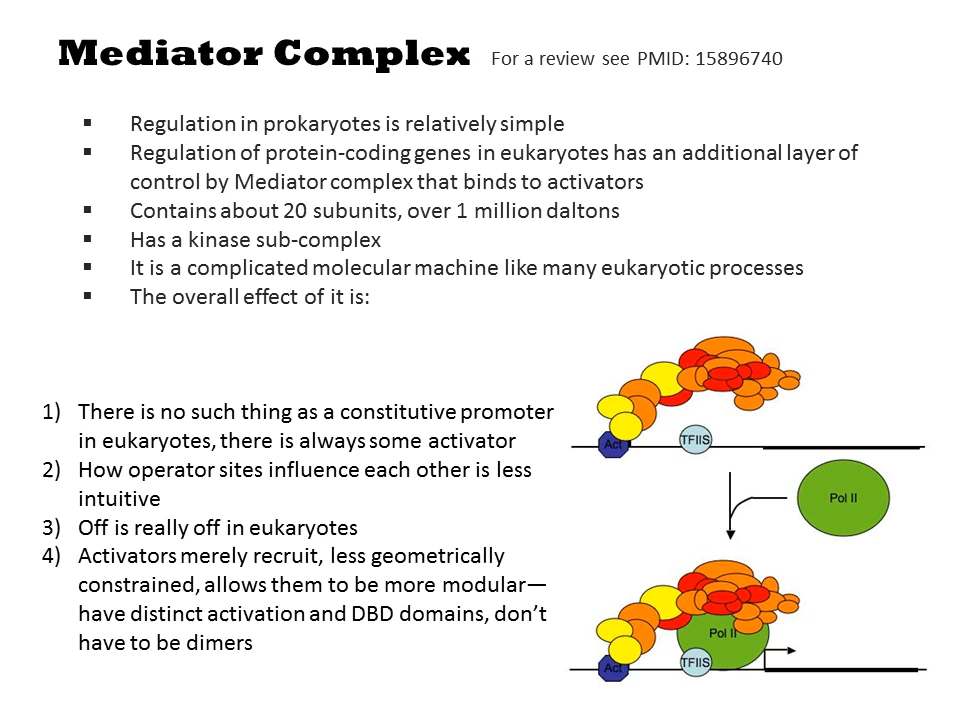 Mediator Complex For a review see PMID: 15896740
▪ Regulation in prokaryotes is relatively simple
▪ Regulation of protein-coding genes in eukaryotes has an additional layer of
control by Mediator complex that binds to activators
▪ Contains about 20 subunits, over 1 million daltons
▪ Has a kinase sub-complex
▪ It is a complicated molecular machine like many eukaryotic processes
▪ The overall effect of it is:
1) There is no such thing as a constitutive promoter
in eukaryotes, there is always some activator
2) How operator sites influence each other is less
intuitive
3) Off is really off in eukaryotes
4) Activators merely recruit, less geometrically
constrained, allows them to be more modular—
have distinct activation and DBD domains, don’t
have to be dimers
Act
TFIIS
Pol II
Pol II
Act
TFIIS